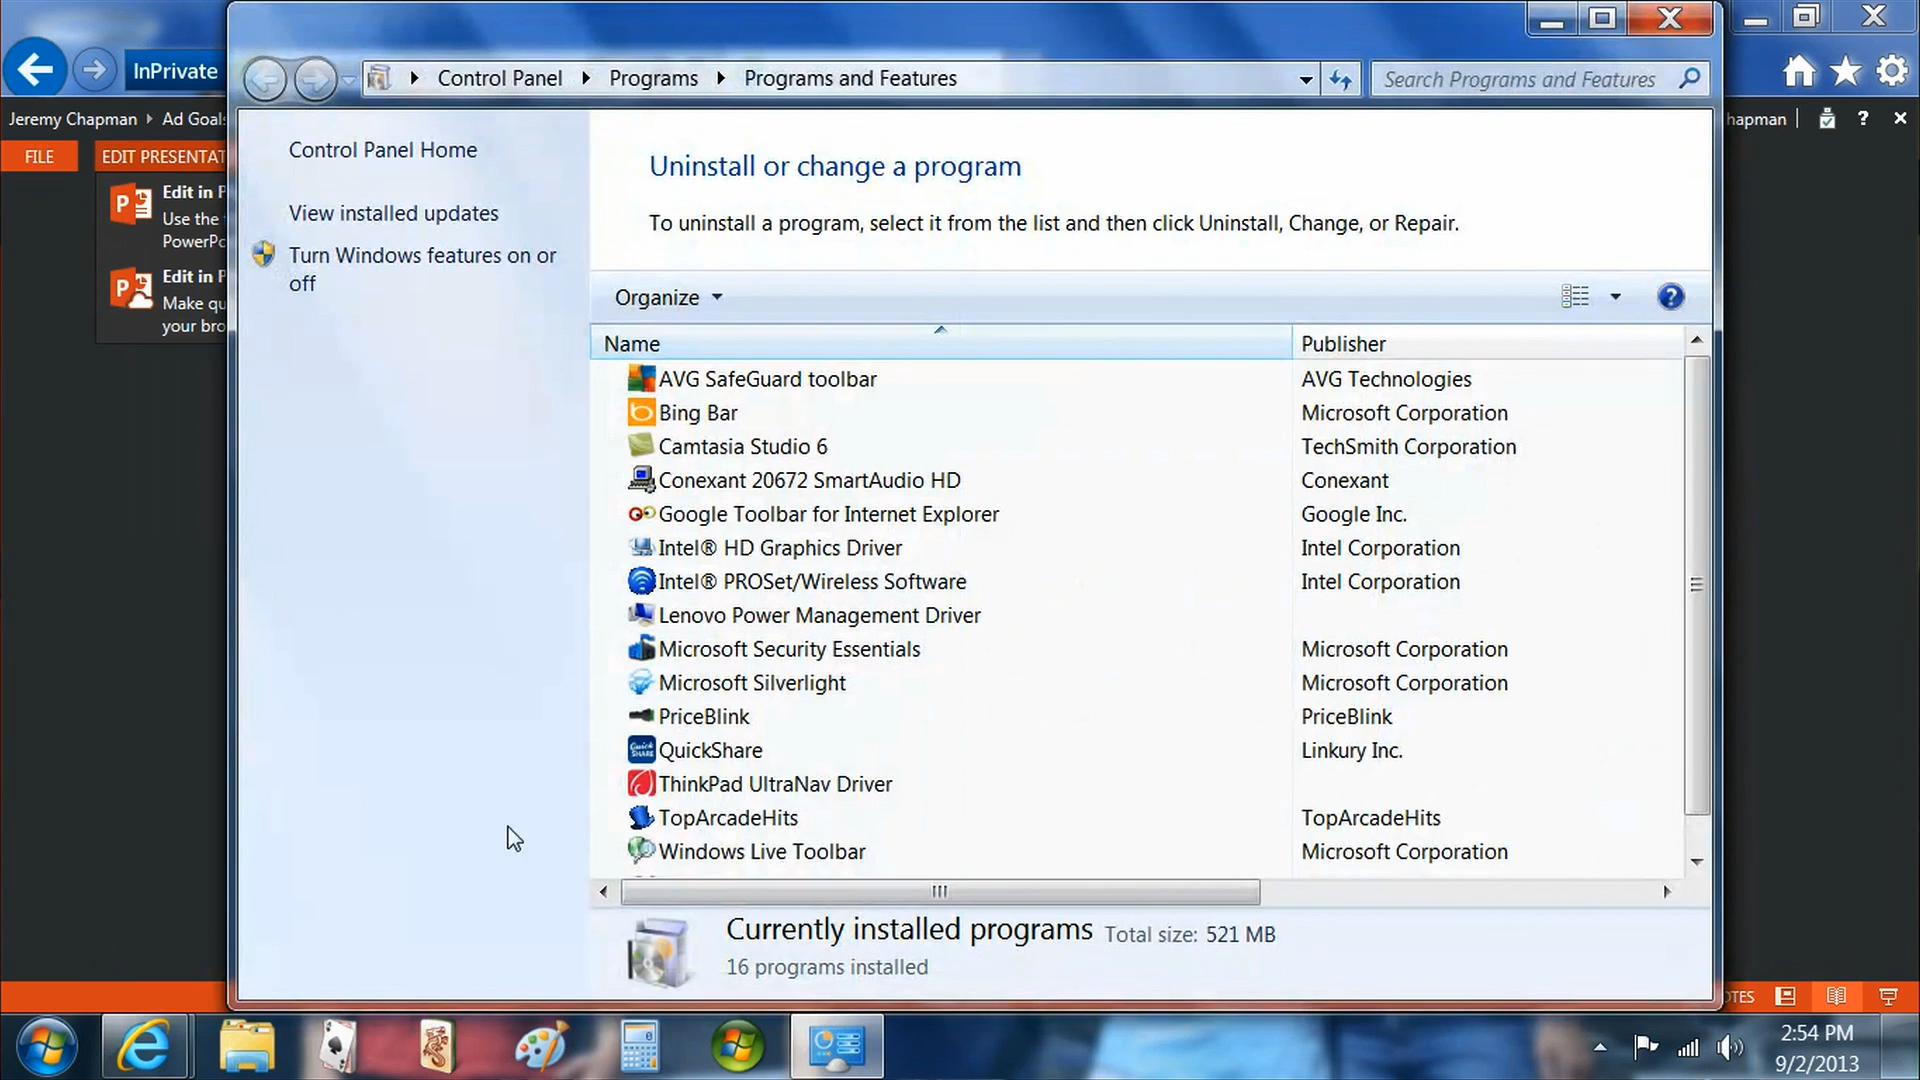 InPrivate
Control Panel
Programs
Programs and Features
Search Programs and Features
Jeremy Chapman
Ad Goals
hapman
?
FILE
EDIT PRESENTAT
Edit in P
Use the
PowerPo
Edit in P
Make qu
your bro
Control Panel Home
View installed updates
Turn Windows features on or
off
Uninstall or change a program
To uninstall a program, select it from the list and then click Uninstall, Change, or Repair.
Organize
?
Name
Publisher
AVG SafeGuard toolbar
AVG Technologies
Bing Bar
Microsoft Corporation
Camtasia Studio 6
TechSmith Corporation
Conexant 20672 SmartAudio HD
Conexant
Google Toolbar for Internet Explorer
Google Inc.
Intel® HD Graphics Driver
Intel Corporation
Intel® PROSet/Wireless Software
Intel Corporation
Lenovo Power Management Driver
Microsoft Security Essentials
Microsoft Corporation
Microsoft Silverlight
Microsoft Corporation
PriceBlink
PriceBlink
QuickShare
Linkury Inc.
ThinkPad UltraNav Driver
TopArcadeHits
TopArcadeHits
Windows Live Toolbar
Microsoft Corporation
Currently installed programs
Total size: 521 MB
16 programs installed
OTES
2:54 PM
9/2/2013